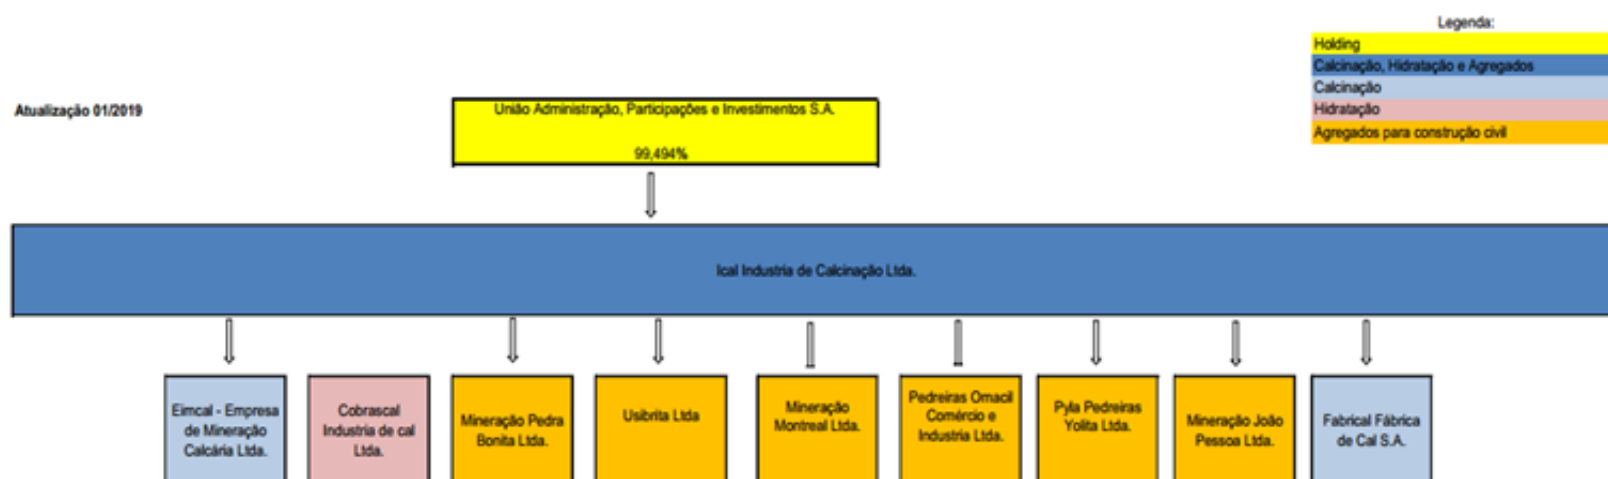 Legenda:
Holding
Calcinação, Hidratação e Agregados
Calcinação
Hidratação
Agregados para construção civil
Atualização 01/2019
União Administração, Participações e Investimentos S.A.
99,494%
Ical Industria de Calcinação Ltda.
Eimcal - Empresa
de Mineração
Calcária Ltda.
Cobrascal
Industria de cal
Ltda.
Mineração Pedra
Bonita Ltda.
Usibrita Ltda
Mineração
Montreal Ltda.
Pedreiras Omacil
Comércio e
Industria Ltda.
Pyla Pedreiras
Yolita Ltda.
Mineração João
Pessoa Ltda.
Fabrical Fábrica
de Cal S.A.